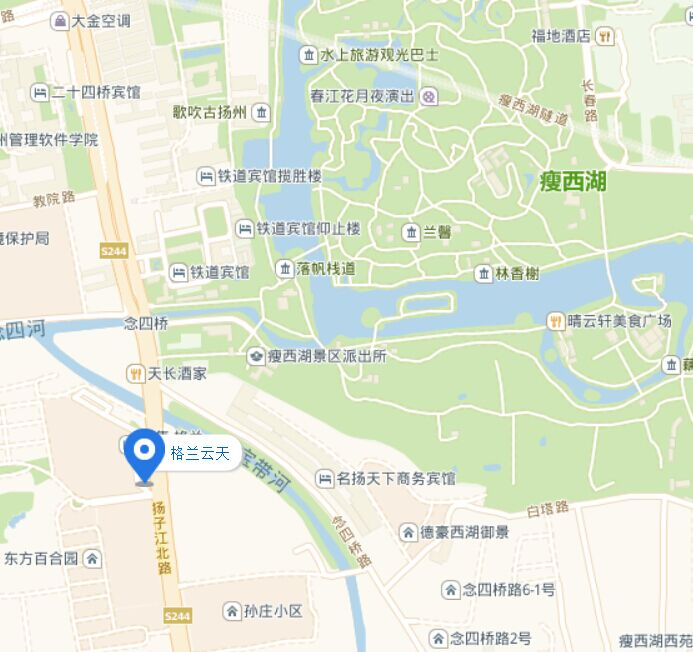 路
大金空调
福地酒店
水上旅游观光巴士
二十四桥宾馆
长春路
春江花月夜演出
瘦西湖隧道
歌吹古扬州
州管理软件学院
铁道宾馆揽胜楼
瘦西湖
教院路
铁道宾馆仰止楼
兰馨
境保护局
S244
铁道宾馆
落帆栈道
林香榭
念四河
念四桥
晴云轩美食广场
瘦西湖景区派出所
藕
天长酒家
格兰云天
宝带河
名扬天下商务宾馆
白塔路
扬子江北路
念四桥路
德豪西湖御景
东方百合园
念四桥路6-1号
孙庄小区
S244
念四桥路2号
瘦西湖西苑